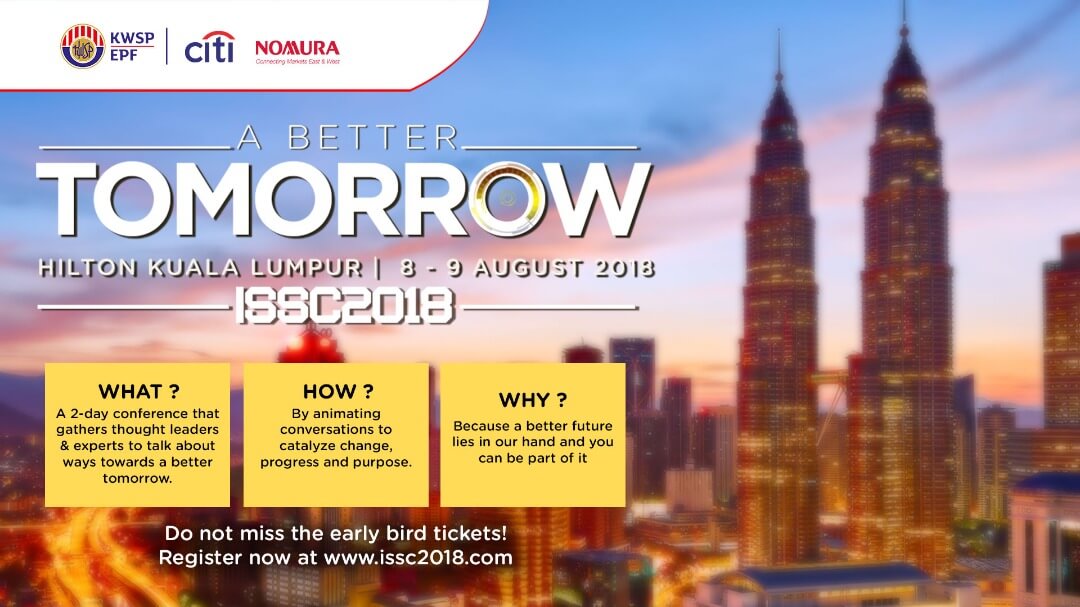 KWSP
EPF
citi
NOMURA
Connecting Markets East & West
A BETTER
TOMORROW
HILTON KUALA LUMPUR | 8 - 9 AUGUST 2018
ISSC2018
WHAT ?
A 2-day conference that
gathers thought leaders
& experts to talk about
ways towards a better
tomorrow.
HOW ?
By animating
conversations to
catalyze change,
progress and purpose.
WHY ?
Because a better future
lies in our hand and you
can be part of it
Do not miss the early bird tickets!
Register now at www.issc2018.com